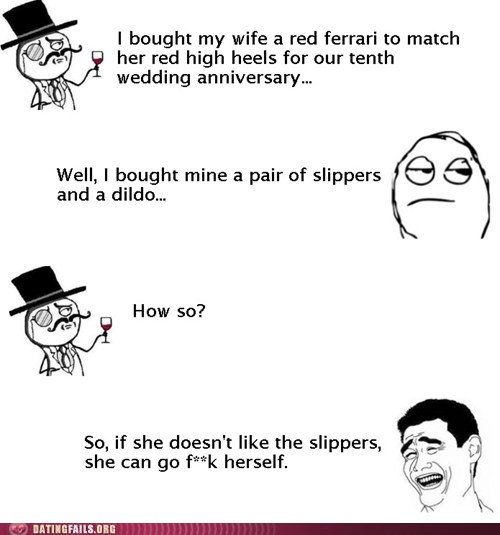 I bought my wife a red ferrari to match
her red high heels for our tenth
wedding anniversary...
Well, I bought mine a pair of slippers
and a dildo...
How so?
So, if she doesn't like the slippers,
she can go f**k herself.
DATINGFAILS.ORG